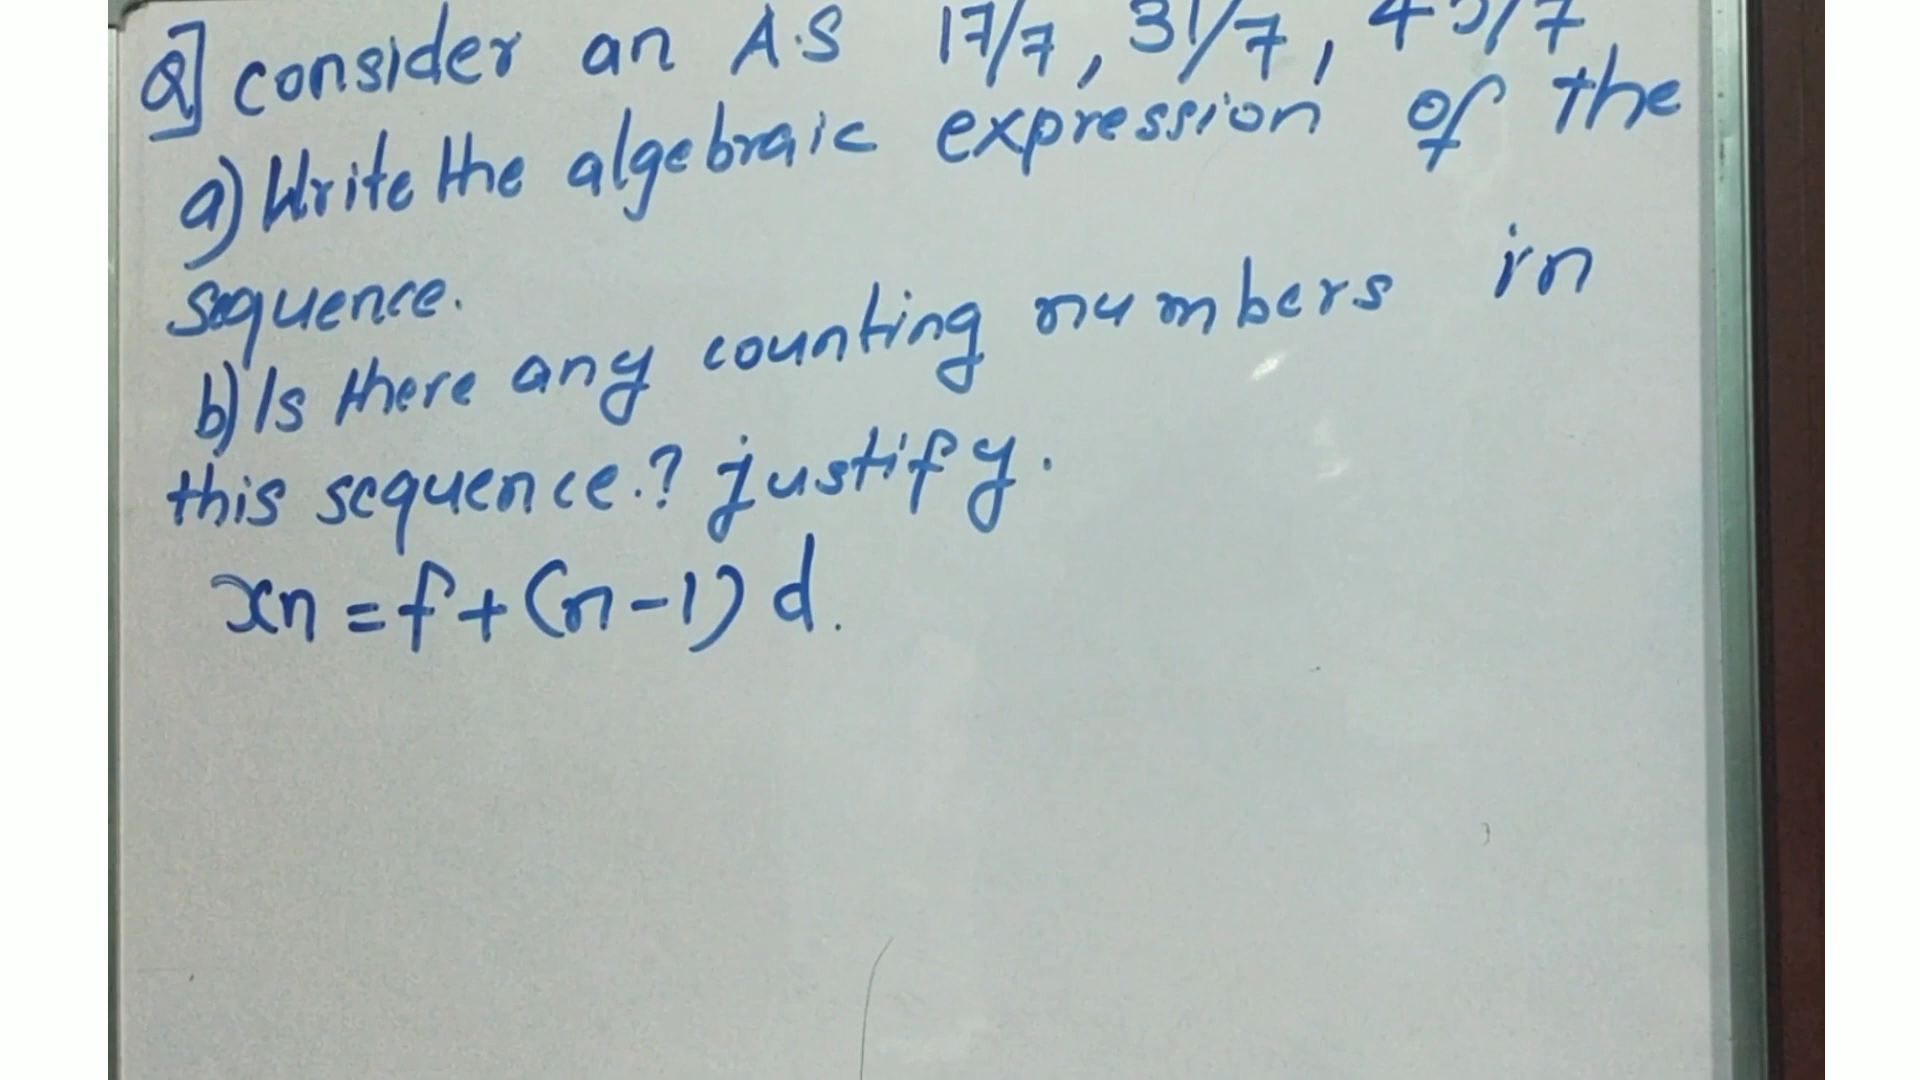 Q] consider an A.S 17/7, 31/7, 45/7
a) Write the algebraic expression of the
sequence.
b) Is there any counting numbers in
this sequence.? justify.
xn = f + (n-1) d.